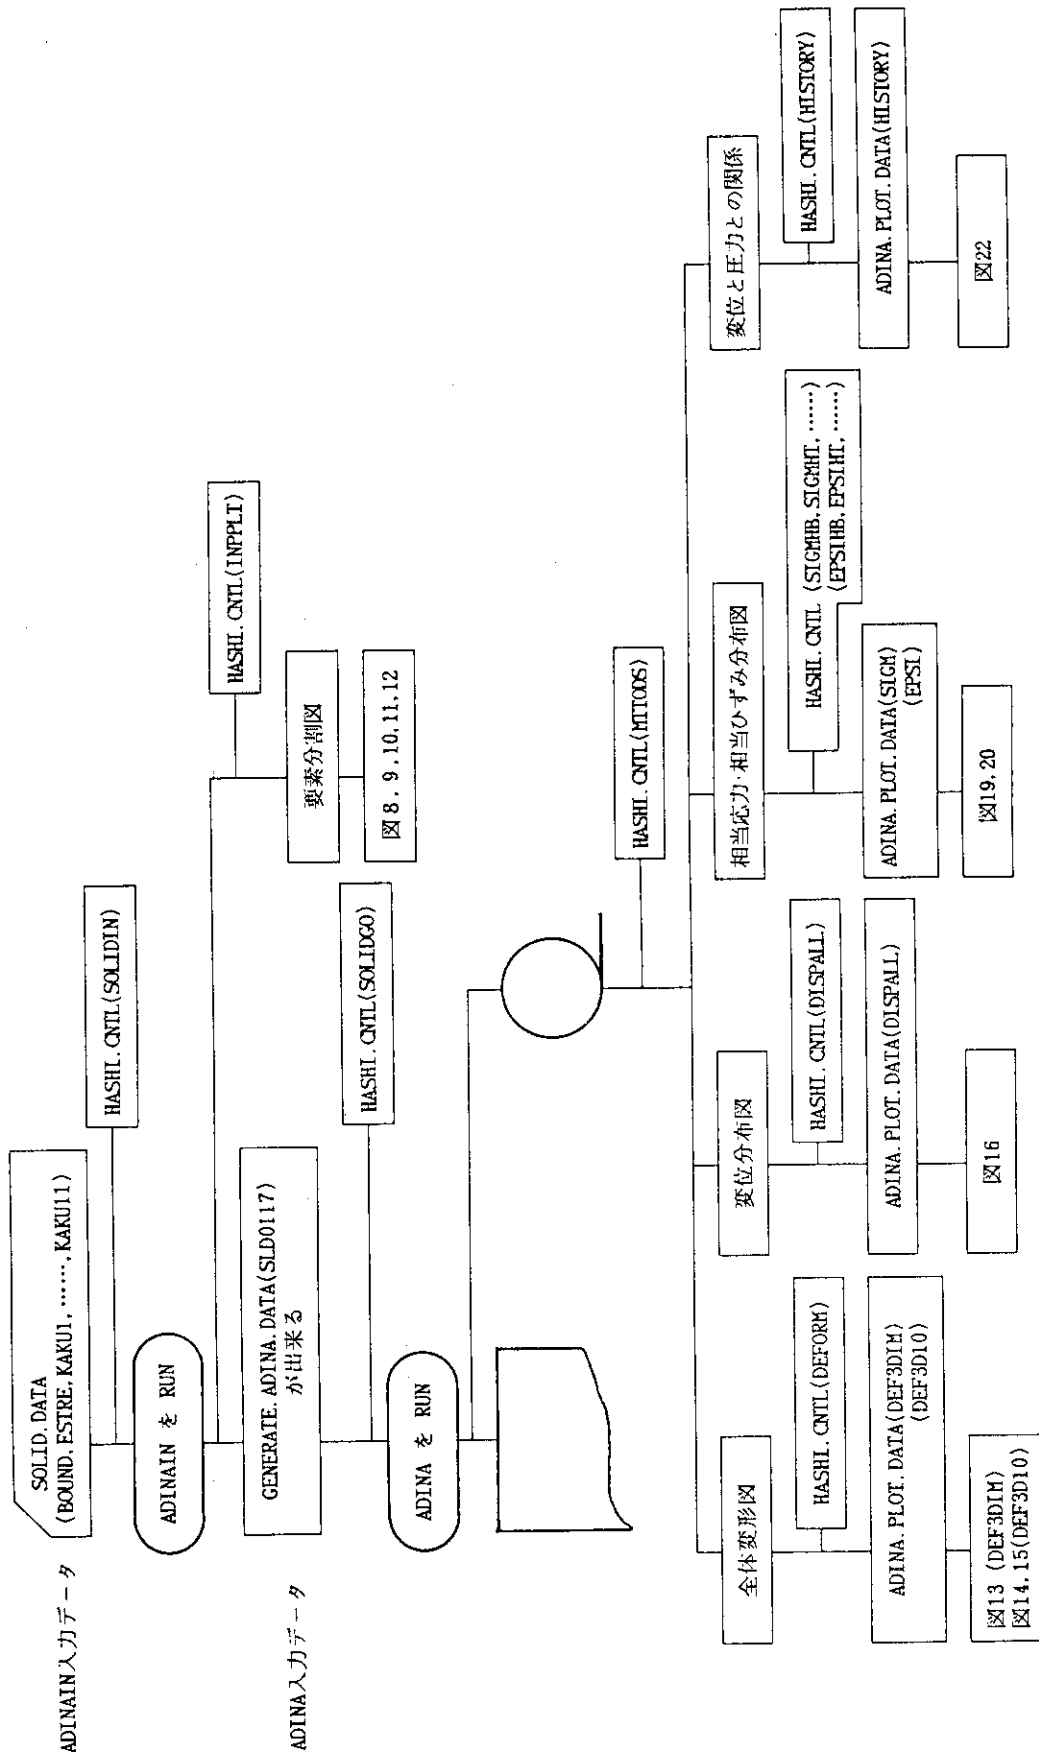 ADINAIN入力データ
SOLID.DATA
(BOUND.ESTRE,KAKU1,……,KAKU11)
HASHI.CNTL(SOLIDIN)
ADINAIN を RUN
HASHI.CNTL(INPPLT)
要素分割図
図8.9.10.11.12
ADINA入力データ
GENERATE.ADINA.DATA(SLD0117)
が出来る
HASHI.CNTL(SOLIDGO)
ADINA を RUN
HASHI.CNTL(MTTODS)
全体変形図
HASHI.CNTL(DEFORM)
ADINA.PLOT.DATA(DEF3DIM)
(DEF3D10)
図13 (DEF3DIM)
図14.15(DEF3D10)
変位分布図
HASHI.CNTL(DISPALL)
ADINA.PLOT.DATA(DISPALL)
図16
相当応力・相当ひずみ分布図
HASHI.CNTL (SIGMHB,SIGMHT,……)
(EPSIHB,EPSIHT,……)
ADINA.PLOT.DATA(SIGM)
(EPSI)
図19.20
変位と圧力との関係
HASHI.CNTL(HISTORY)
ADINA.PLOT.DATA(HISTORY)
図22